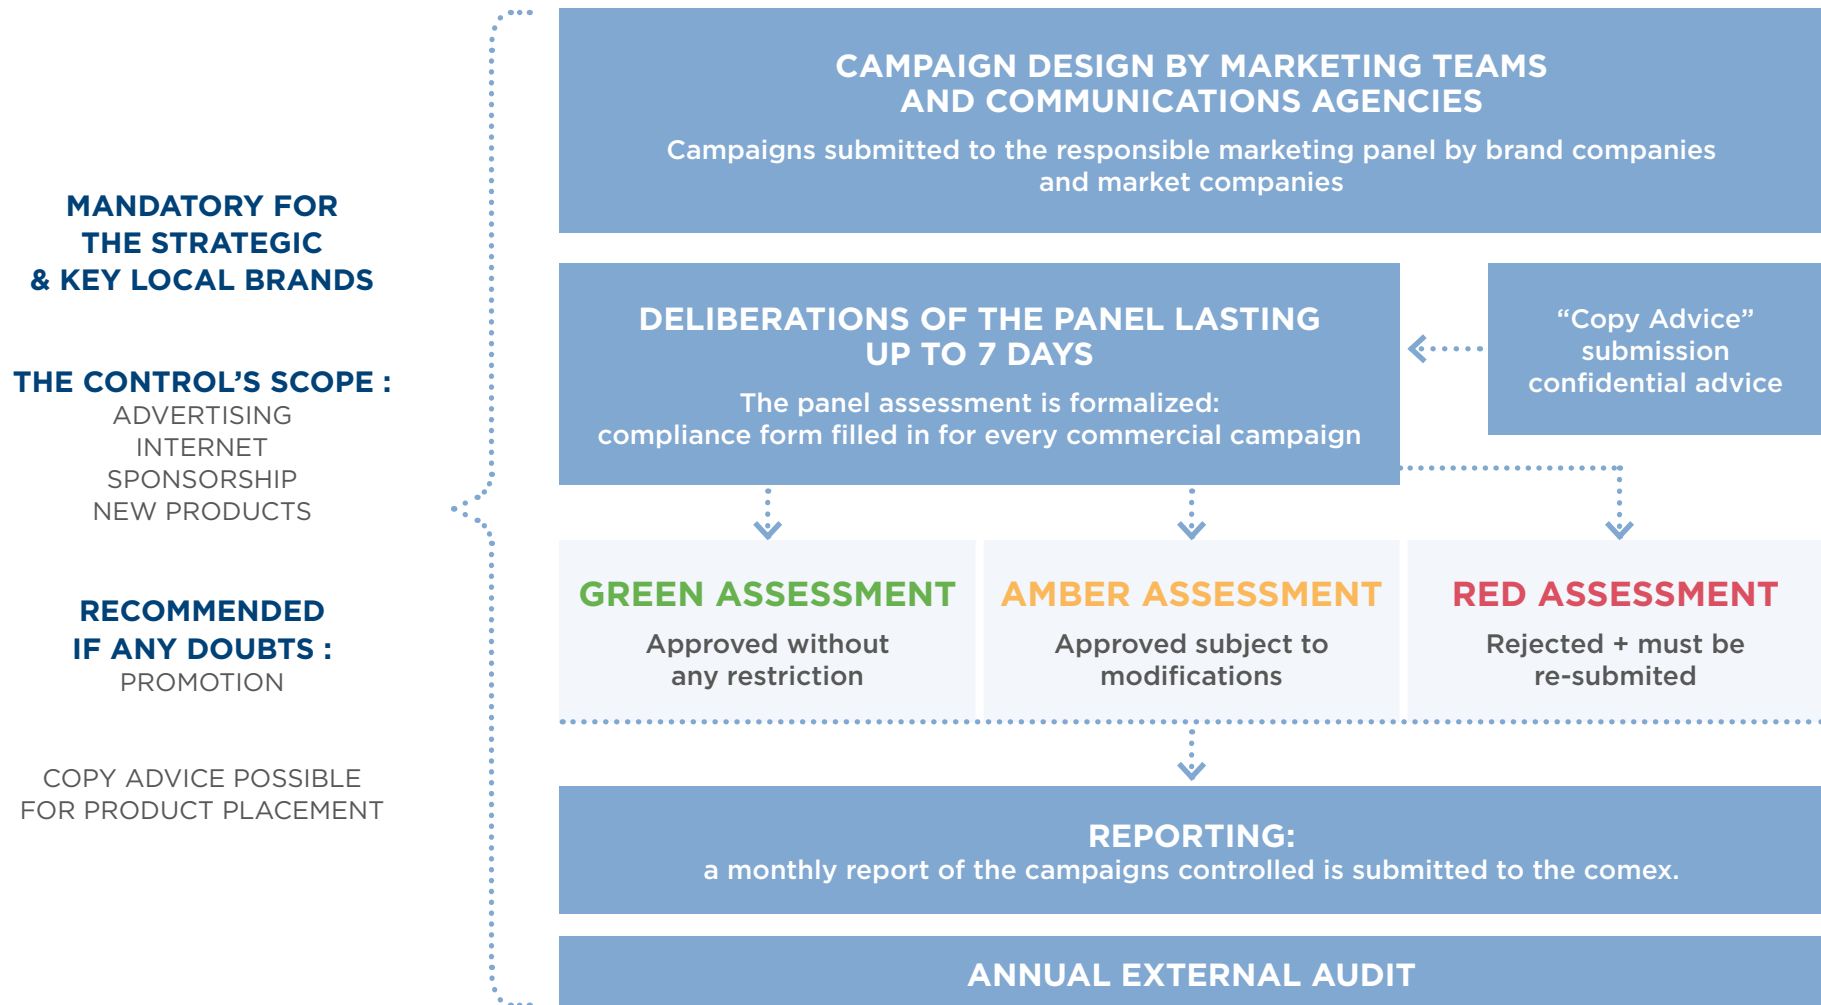 MANDATORY FOR
THE STRATEGIC
& KEY LOCAL BRANDS
THE CONTROL’S SCOPE :
ADVERTISING
INTERNET
SPONSORSHIP
NEW PRODUCTS
RECOMMENDED
IF ANY DOUBTS :
PROMOTION
COPY ADVICE POSSIBLE
FOR PRODUCT PLACEMENT
CAMPAIGN DESIGN BY MARKETING TEAMS
AND COMMUNICATIONS AGENCIES
Campaigns submitted to the responsible marketing panel by brand companies
and market companies
DELIBERATIONS OF THE PANEL LASTING
UP TO 7 DAYS
The panel assessment is formalized:
compliance form filled in for every commercial campaign
“Copy Advice”
submission
confidential advice
GREEN ASSESSMENT
Approved without
any restriction
AMBER ASSESSMENT
Approved subject to
modifications
RED ASSESSMENT
Rejected + must be
re-submited
REPORTING:
a monthly report of the campaigns controlled is submitted to the comex.
ANNUAL EXTERNAL AUDIT